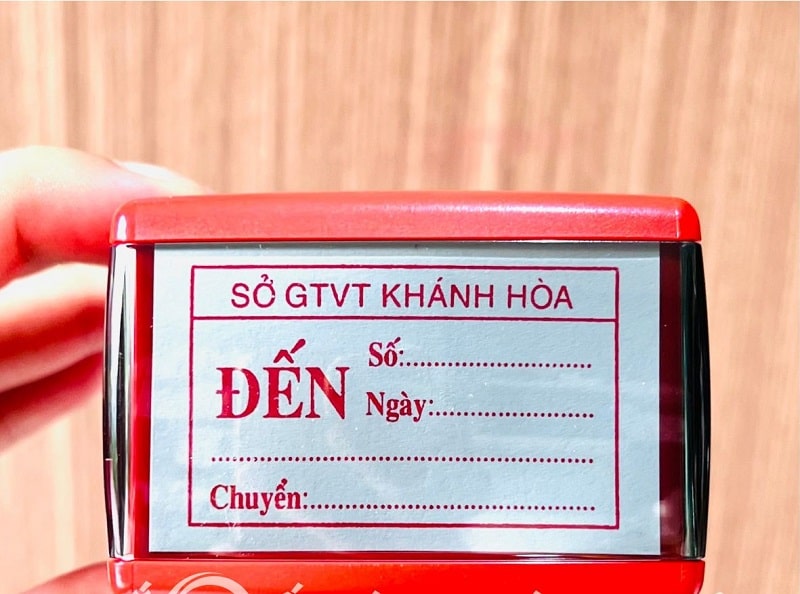 SỞ GTVT KHÁNH HÒA
ĐẾN
Số:..............................
Ngày:..........................
................................................................
Chuyển:................................................